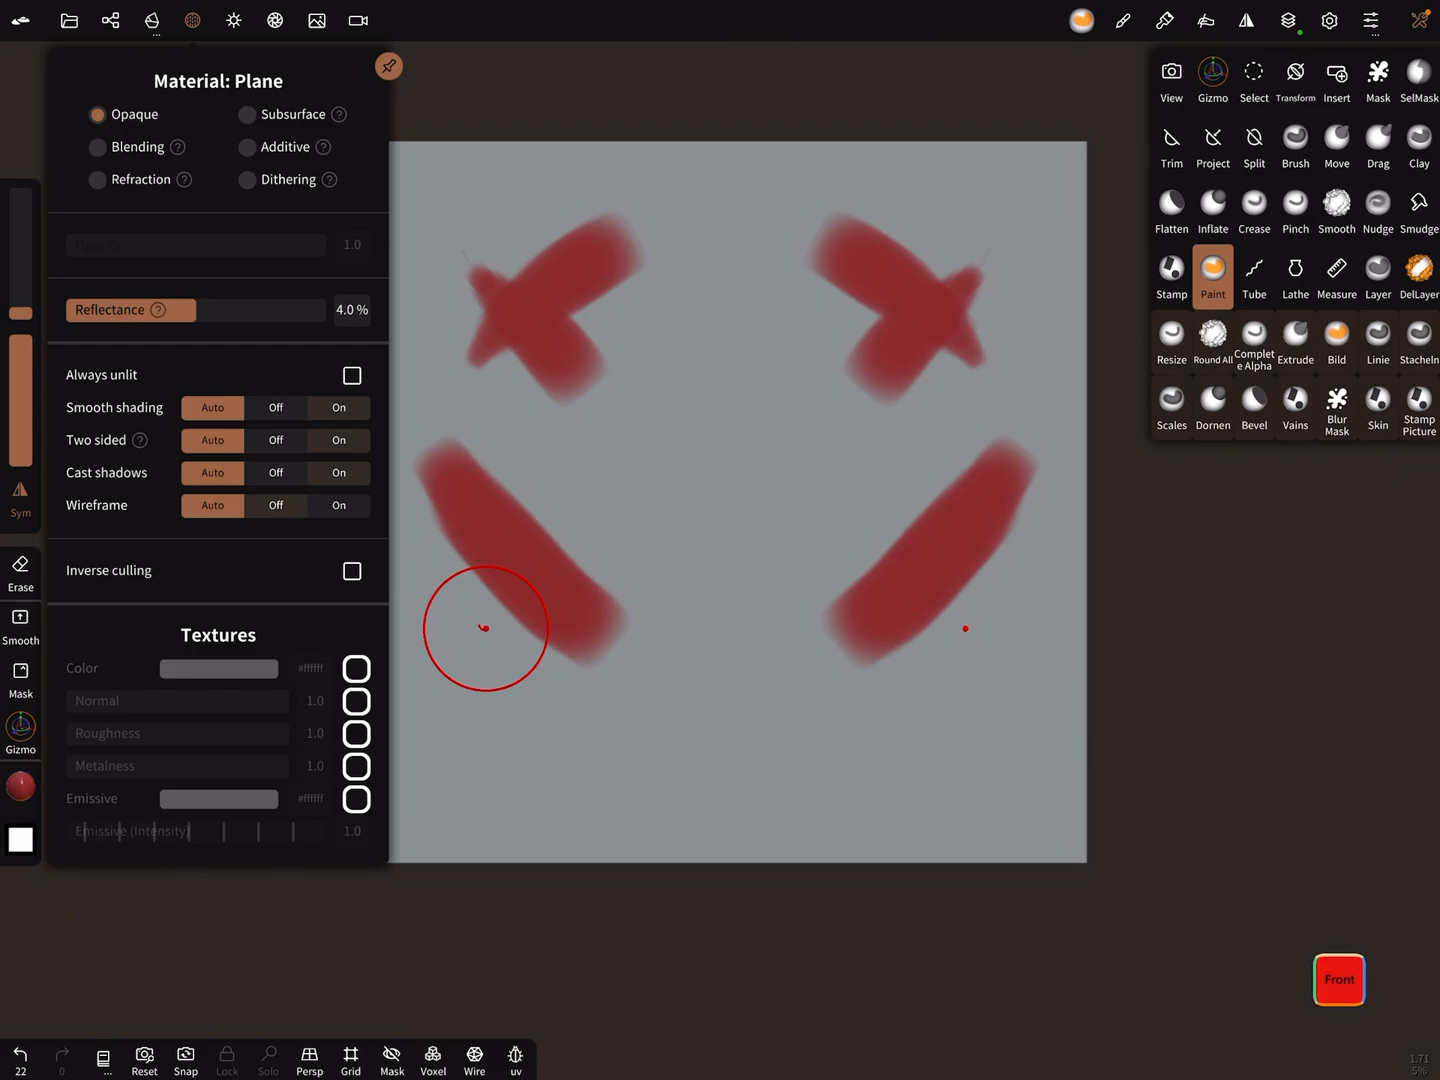 Material: Plane
Opaque
Subsurface ?
Blending ?
Additive ?
Refraction ?
Dithering ?
Opacity 1.0
Reflectance ? 4.0 %
Always unlit
Smooth shading Auto Off On
Two sided ? Auto Off On
Cast shadows Auto Off On
Wireframe Auto Off On
Inverse culling
Textures
Color #ffffff
Normal 1.0
Roughness 1.0
Metalness 1.0
Emissive #ffffff
Emissive (Intensity) 1.0
Sym
Erase
Smooth
Mask
Gizmo
View Gizmo Select Transform Insert Mask SelMask
Trim Project Split Brush Move Drag Clay
Flatten Inflate Crease Pinch Smooth Nudge Smudge
Stamp Paint Tube Lathe Measure Layer DelLayer
Resize Round All Complet
e Alpha Extrude Bild Linie Stacheln
Scales Dornen Bevel Vains Blur
Mask Skin Stamp
Picture
Front
22 0 ... Reset Snap Lock Solo Persp Grid Mask Voxel Wire uv
1.71
5%